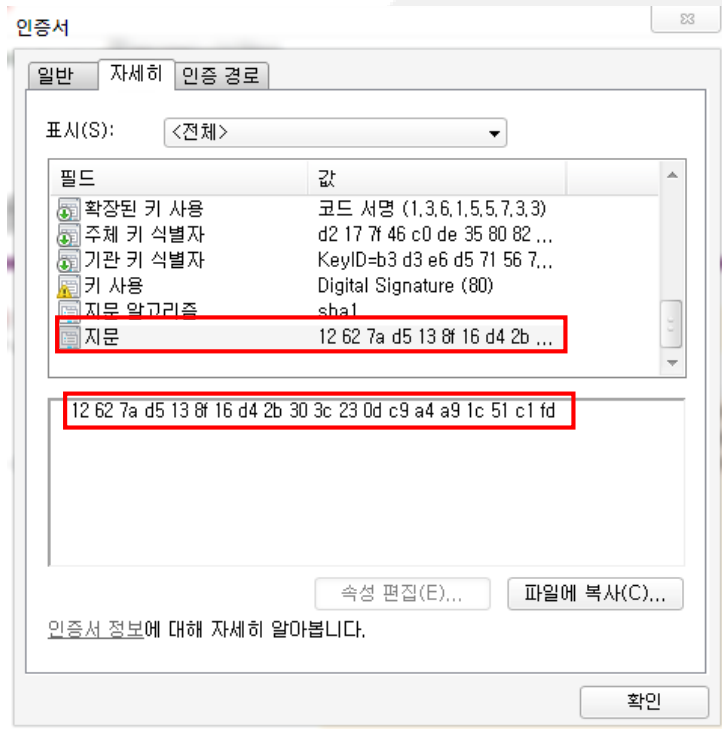 인증서
일반 자세히 인증 경로
표시(S): <전체>
필드 값
확장된 키 사용 코드 서명 (1,3,6,1,5,5,7,3,3)
주체 키 식별자 d2 17 7f 46 c0 de 35 80 82 ...
기관 키 식별자 KeyID=b3 d3 e6 d5 71 56 7...
키 사용 Digital Signature (80)
지문 알고리즘 sha1
지문 12 62 7a d5 13 8f 16 d4 2b ...
12 62 7a d5 13 8f 16 d4 2b 30 3c 23 0d c9 a4 a9 1c 51 c1 fd
속성 편집(E)... 파일에 복사(C)...
인증서 정보에 대해 자세히 알아봅니다.
확인